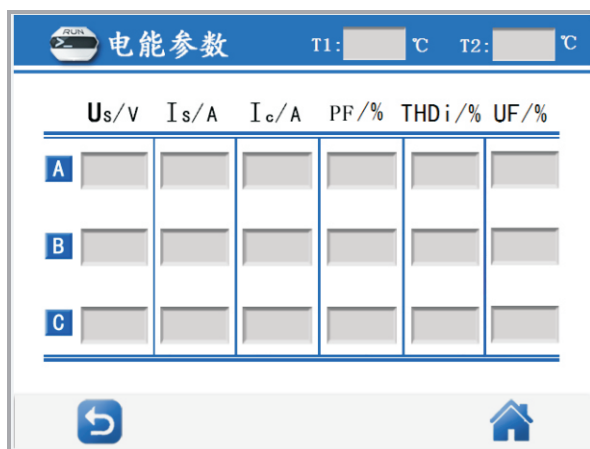 RUN
>_ 电能参数 T1: ℃ T2: ℃
Us/V Is/A Ic/A PF/% THDi/% UF/%
A
B
C